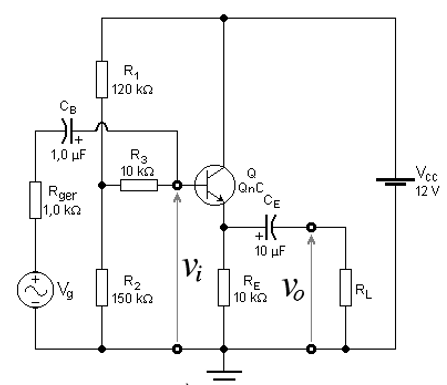 R1
120 kΩ
CB
+
1,0 µF
R3
10 kΩ
Q
QnC
VCC
12 V
Rger
1,0 kΩ
CE
+
10 µF
vi
vo
Vg
R2
150 kΩ
RE
10 kΩ
RL